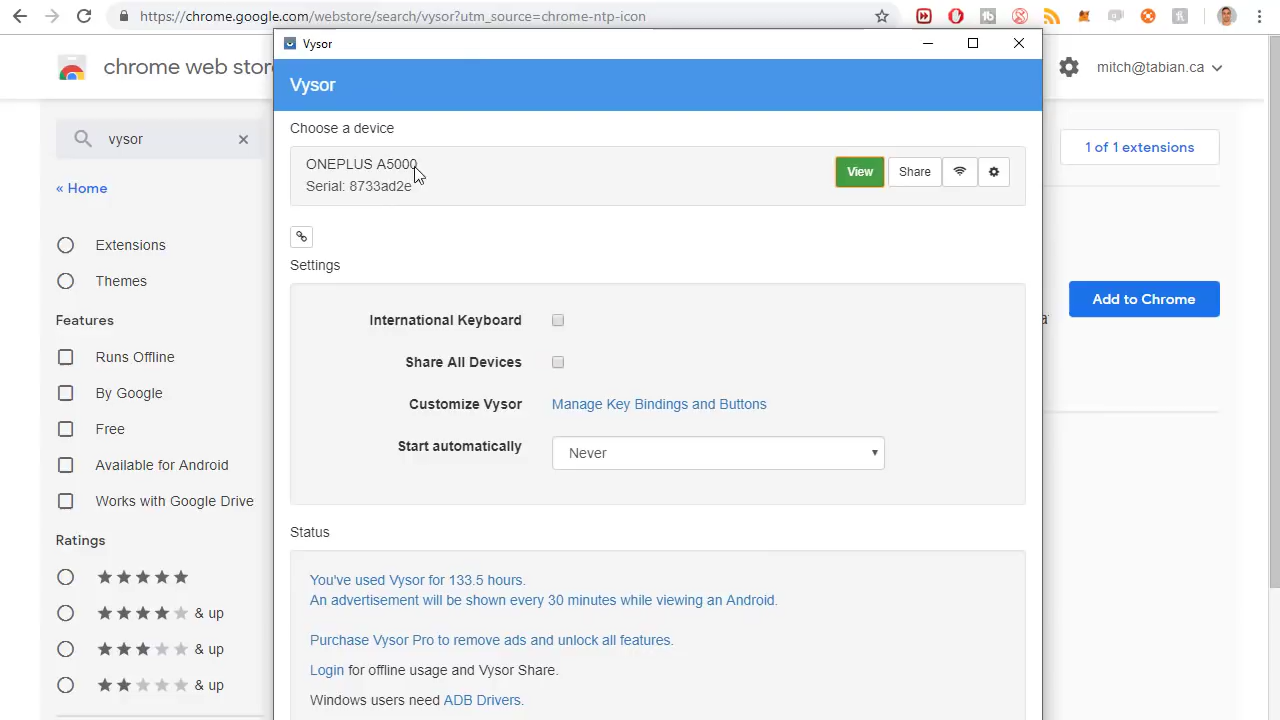 https://chrome.google.com/webstore/search/vysor?utm_source=chrome-ntp-icon
chrome web sto
mitch@tabian.ca
vysor
« Home
Extensions
Themes
Features
Runs Offline
By Google
Free
Available for Android
Works with Google Drive
Ratings
& up
& up
& up
1 of 1 extensions
Add to Chrome
Vysor
Vysor
Choose a device
ONEPLUS A5000
Serial: 8733ad2e
View
Share
Settings
International Keyboard
Share All Devices
Customize Vysor
Manage Key Bindings and Buttons
Start automatically
Never
Status
You've used Vysor for 133.5 hours.
An advertisement will be shown every 30 minutes while viewing an Android.
Purchase Vysor Pro to remove ads and unlock all features.
Login for offline usage and Vysor Share.
Windows users need ADB Drivers.